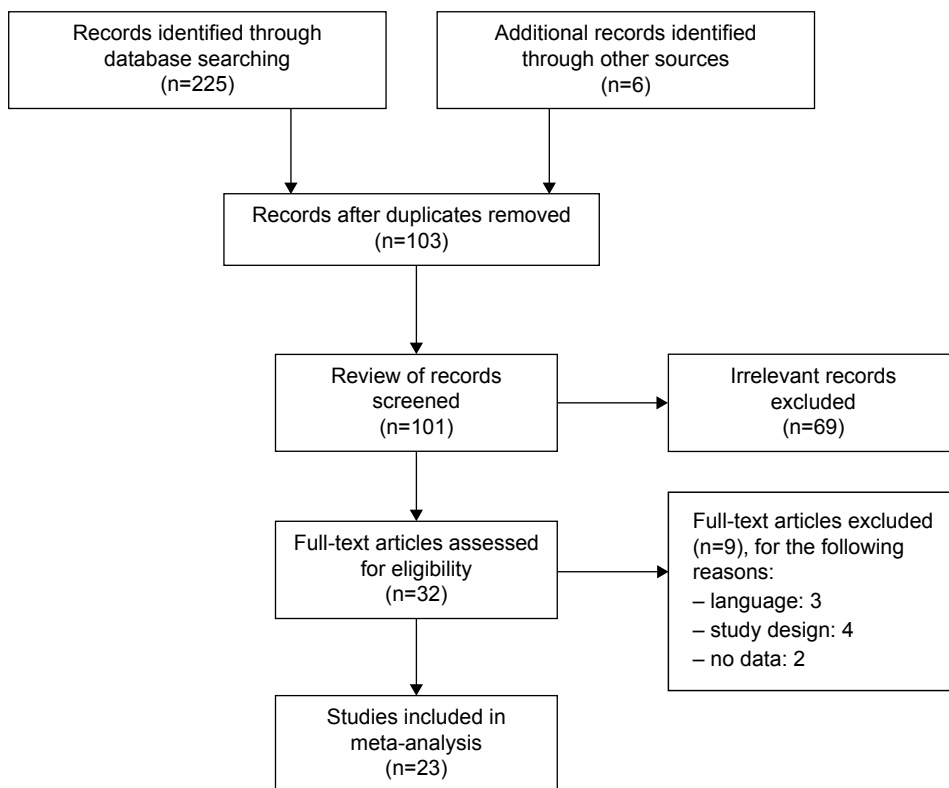 Records identified through
database searching
(n=225)
Additional records identified
through other sources
(n=6)
Records after duplicates removed
(n=103)
Review of records
screened
(n=101)
Irrelevant records
excluded
(n=69)
Full-text articles assessed
for eligibility
(n=32)
Full-text articles excluded
(n=9), for the following
reasons:
– language: 3
– study design: 4
– no data: 2
Studies included in
meta-analysis
(n=23)